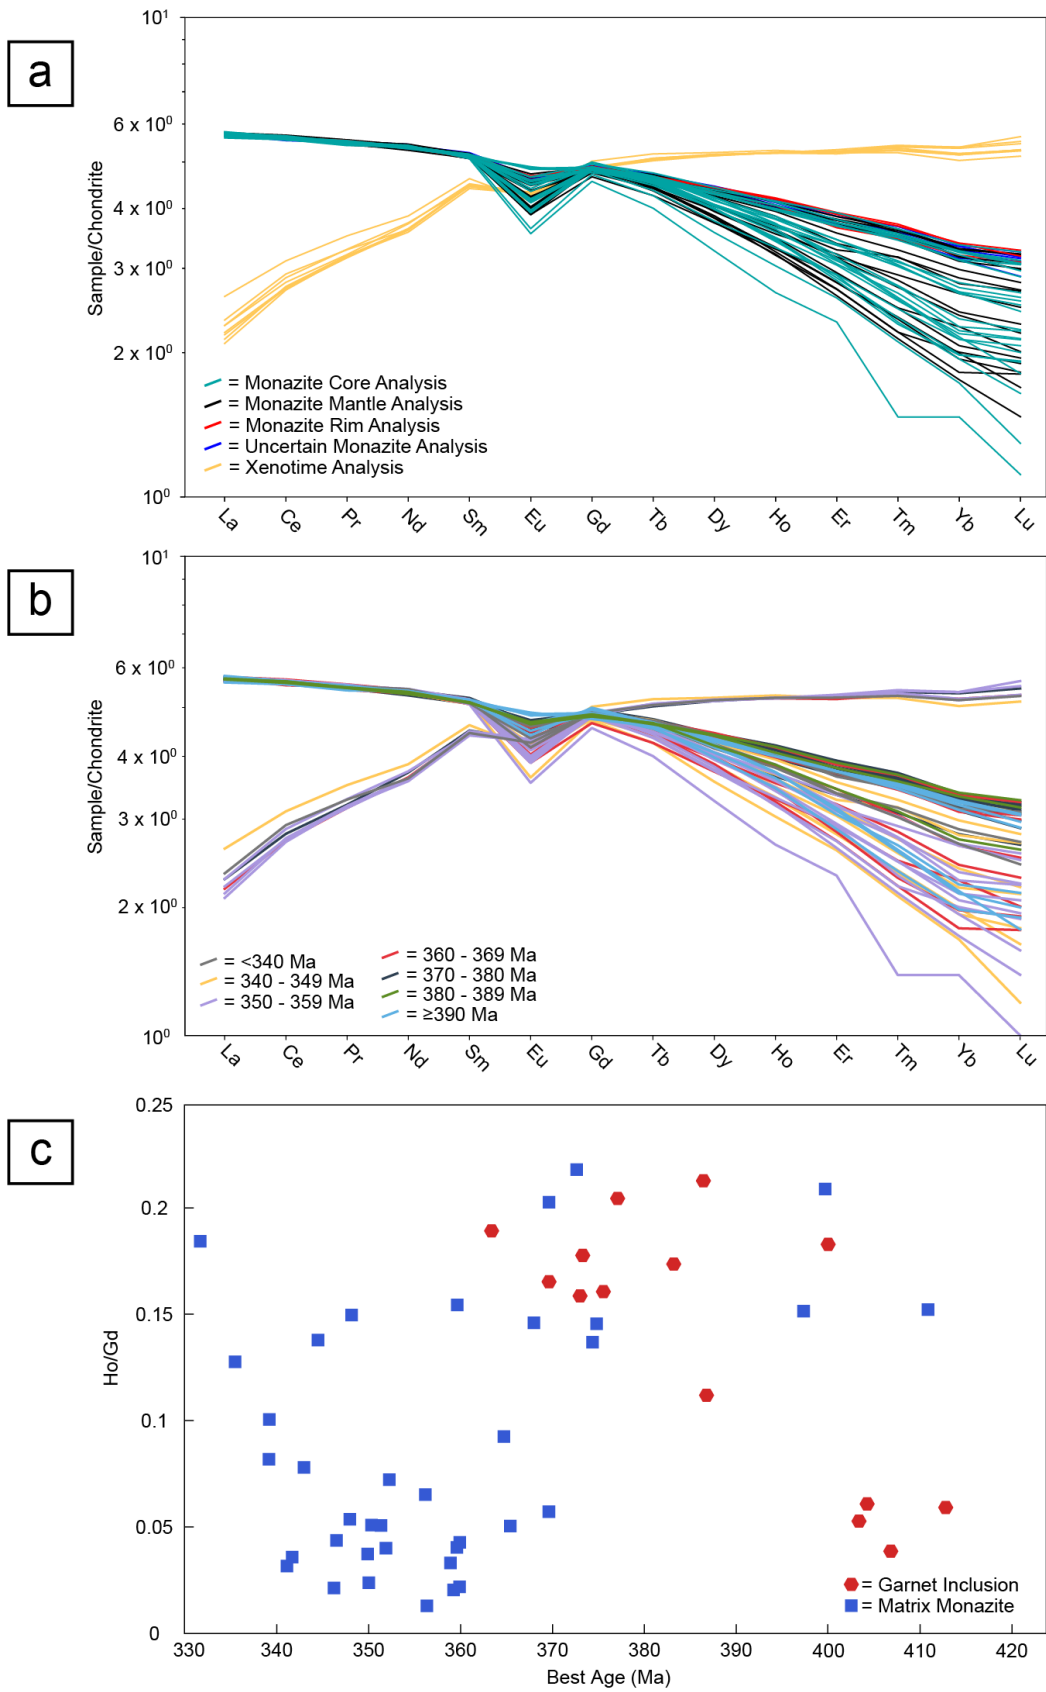 a
10¹
6 x 10⁰
4 x 10⁰
3 x 10⁰
2 x 10⁰
10⁰
Sample/Chondrite
= Monazite Core Analysis
= Monazite Mantle Analysis
= Monazite Rim Analysis
= Uncertain Monazite Analysis
= Xenotime Analysis
La Ce Pr Nd Sm Eu Gd Tb Dy Ho Er Tm Yb Lu
b
10¹
6 x 10⁰
4 x 10⁰
3 x 10⁰
2 x 10⁰
10⁰
Sample/Chondrite
= <340 Ma
= 340 - 349 Ma
= 350 - 359 Ma
= 360 - 369 Ma
= 370 - 380 Ma
= 380 - 389 Ma
= ≥390 Ma
La Ce Pr Nd Sm Eu Gd Tb Dy Ho Er Tm Yb Lu
c
0.25
0.2
0.15
0.1
0.05
0
Ho/Gd
= Garnet Inclusion
= Matrix Monazite
330 340 350 360 370 380 390 400 410 420
Best Age (Ma)